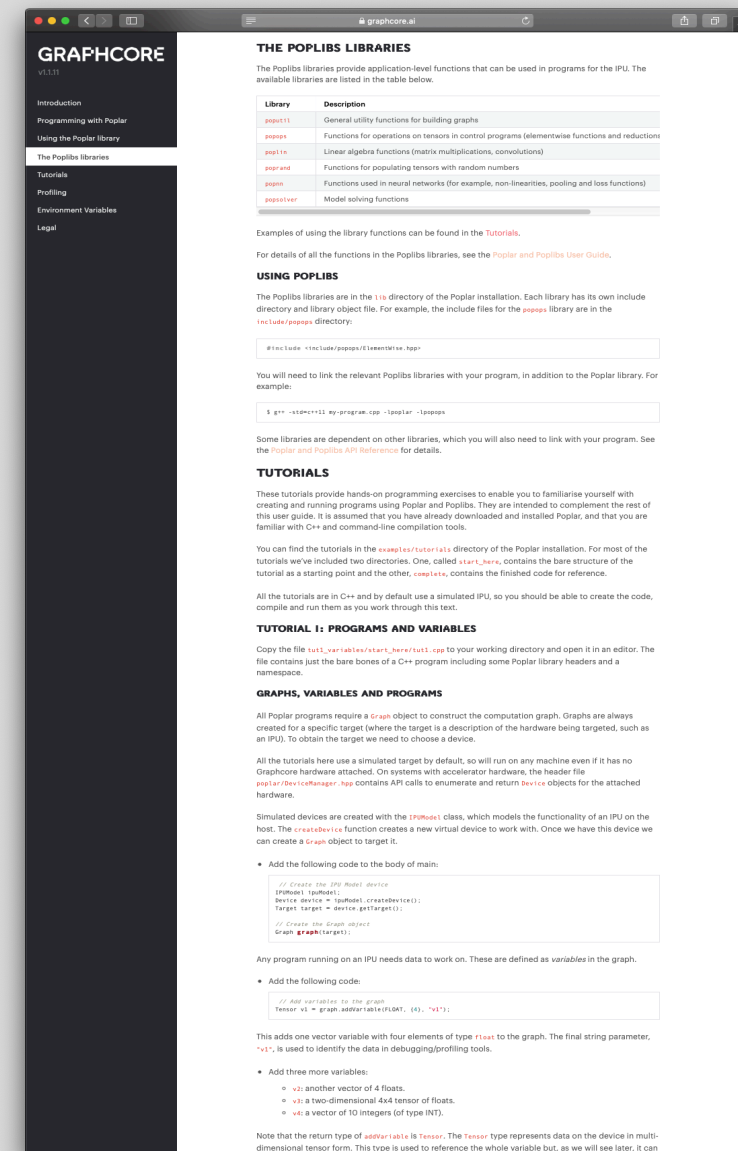 graphcore.ai
GRAPHCORE
v1.1.11
Introduction
Programming with Poplar
Using the Poplar library
The Poplibs libraries
Tutorials
Profiling
Environment Variables
Legal
THE POPLIBS LIBRARIES
The Poplibs libraries provide application-level functions that can be used in programs for the IPU. The
available libraries are listed in the table below.
Library Description
poputil General utility functions for building graphs
popops Functions for operations on tensors in control programs (elementwise functions and reductions
poplin Linear algebra functions (matrix multiplications, convolutions)
poprand Functions for populating tensors with random numbers
popnn Functions used in neural networks (for example, non-linearities, pooling and loss functions)
popsolver Model solving functions
Examples of using the library functions can be found in the Tutorials.
For details of all the functions in the Poplibs libraries, see the Poplar and Poplibs User Guide.
USING POPLIBS
The Poplibs libraries are in the lib directory of the Poplar installation. Each library has its own include
directory and library object file. For example, the include files for the popops library are in the
include/popops directory:
#include <include/popops/ElementWise.hpp>
You will need to link the relevant Poplibs libraries with your program, in addition to the Poplar library. For
example:
$ g++ -std=c++11 my-program.cpp -lpoplar -lpopops
Some libraries are dependent on other libraries, which you will also need to link with your program. See
the Poplar and Poplibs API Reference for details.
TUTORIALS
These tutorials provide hands-on programming exercises to enable you to familiarise yourself with
creating and running programs using Poplar and Poplibs. They are intended to complement the rest of
this user guide. It is assumed that you have already downloaded and installed Poplar, and that you are
familiar with C++ and command-line compilation tools.
You can find the tutorials in the examples/tutorials directory of the Poplar installation. For most of the
tutorials we've included two directories. One, called start_here, contains the bare structure of the
tutorial as a starting point and the other, complete, contains the finished code for reference.
All the tutorials are in C++ and by default use a simulated IPU, so you should be able to create the code,
compile and run them as you work through this text.
TUTORIAL 1: PROGRAMS AND VARIABLES
Copy the file tut1_variables/start_here/tut1.cpp to your working directory and open it in an editor. The
file contains just the bare bones of a C++ program including some Poplar library headers and a
namespace.
GRAPHS, VARIABLES AND PROGRAMS
All Poplar programs require a Graph object to construct the computation graph. Graphs are always
created for a specific target (where the target is a description of the hardware being targeted, such as
an IPU). To obtain the target we need to choose a device.
All the tutorials here use a simulated target by default, so will run on any machine even if it has no
Graphcore hardware attached. On systems with accelerator hardware, the header file
poplar/DeviceManager.hpp contains API calls to enumerate and return Device objects for the attached
hardware.
Simulated devices are created with the IPUModel class, which models the functionality of an IPU on the
host. The createDevice function creates a new virtual device to work with. Once we have this device we
can create a Graph object to target it.
• Add the following code to the body of main:
// Create the IPU Model device
IPUModel ipuModel;
Device device = ipuModel.createDevice();
Target target = device.getTarget();
// Create the Graph object
Graph graph(target);
Any program running on an IPU needs data to work on. These are defined as variables in the graph.
• Add the following code:
// Add variables to the graph
Tensor v1 = graph.addVariable(FLOAT, {4}, "v1");
This adds one vector variable with four elements of type float to the graph. The final string parameter,
"v1", is used to identify the data in debugging/profiling tools.
• Add three more variables:
v2: another vector of 4 floats.
v3: a two-dimensional 4x4 tensor of floats.
v4: a vector of 10 integers (of type INT).
Note that the return type of addVariable is Tensor. The Tensor type represents data on the device in multi-
dimensional tensor form. This type is used to reference the whole variable but, as we will see later, it can